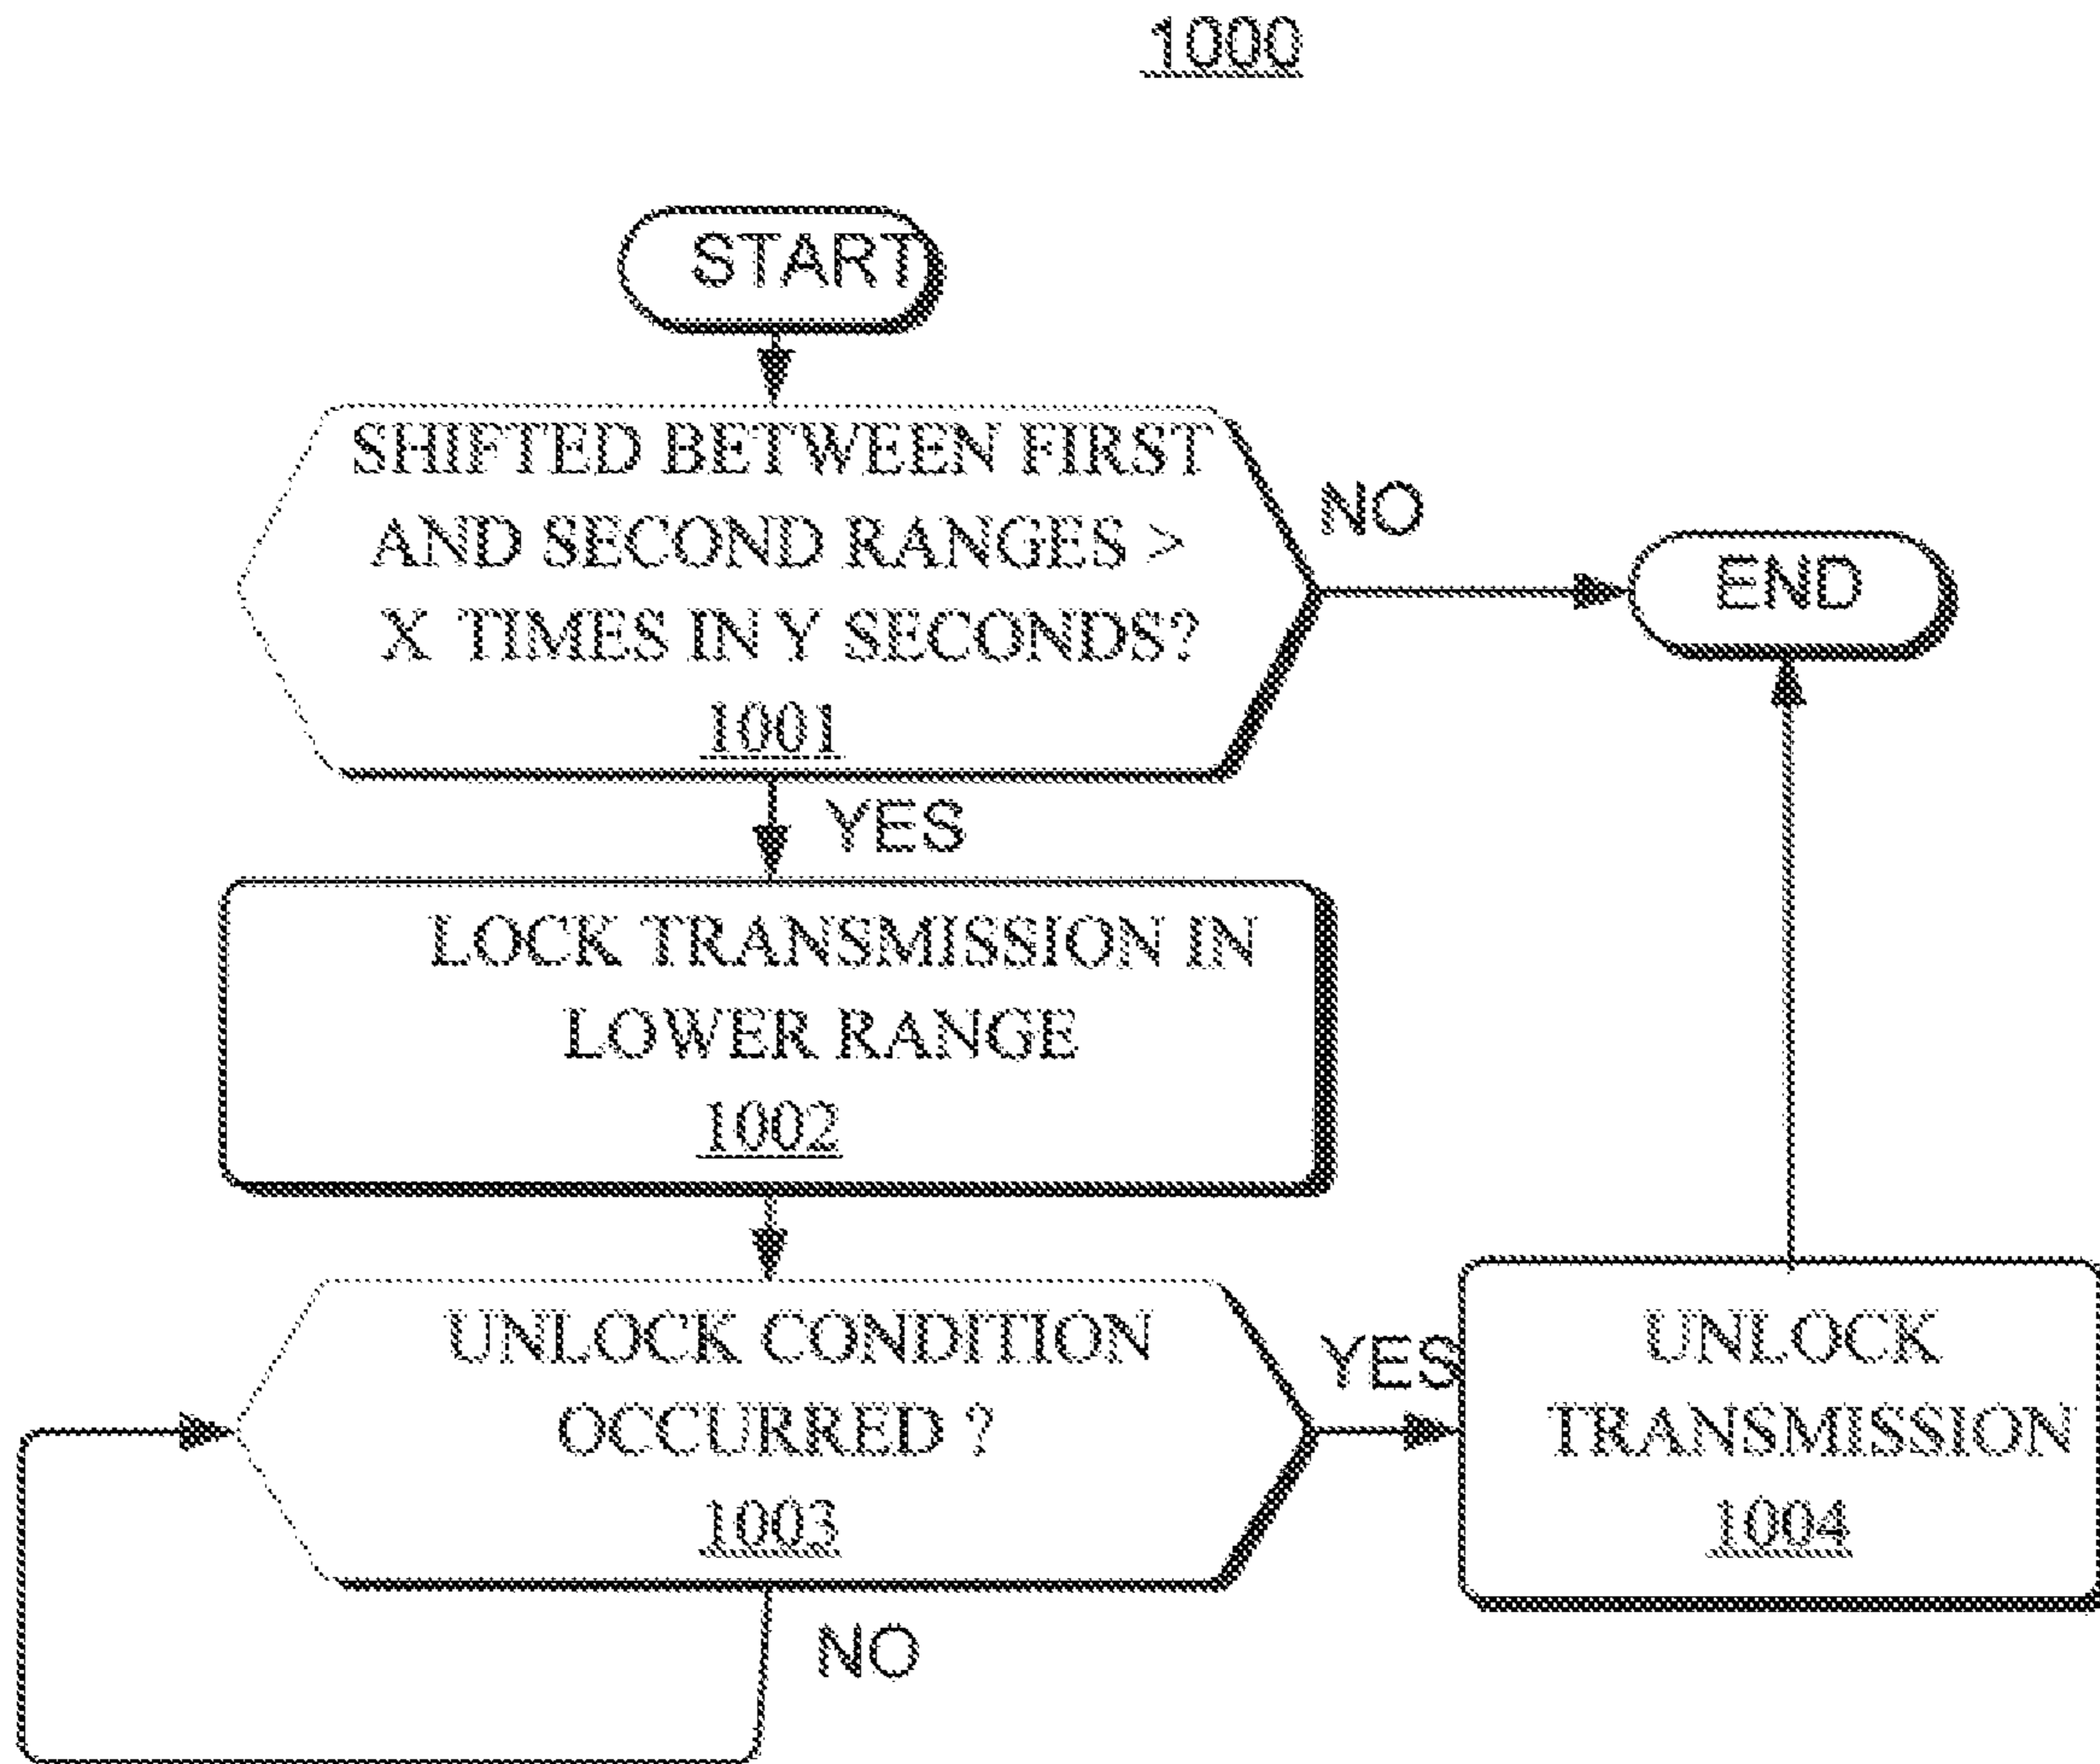 1000
START
SHIFTED BETWEEN FIRST
AND SECOND RANGES >
X TIMES IN Y SECONDS?
1001
NO
END
YES
LOCK TRANSMISSION IN
LOWER RANGE
1002
UNLOCK CONDITION
OCCURRED ?
1003
YES
UNLOCK
TRANSMISSION
1004
NO